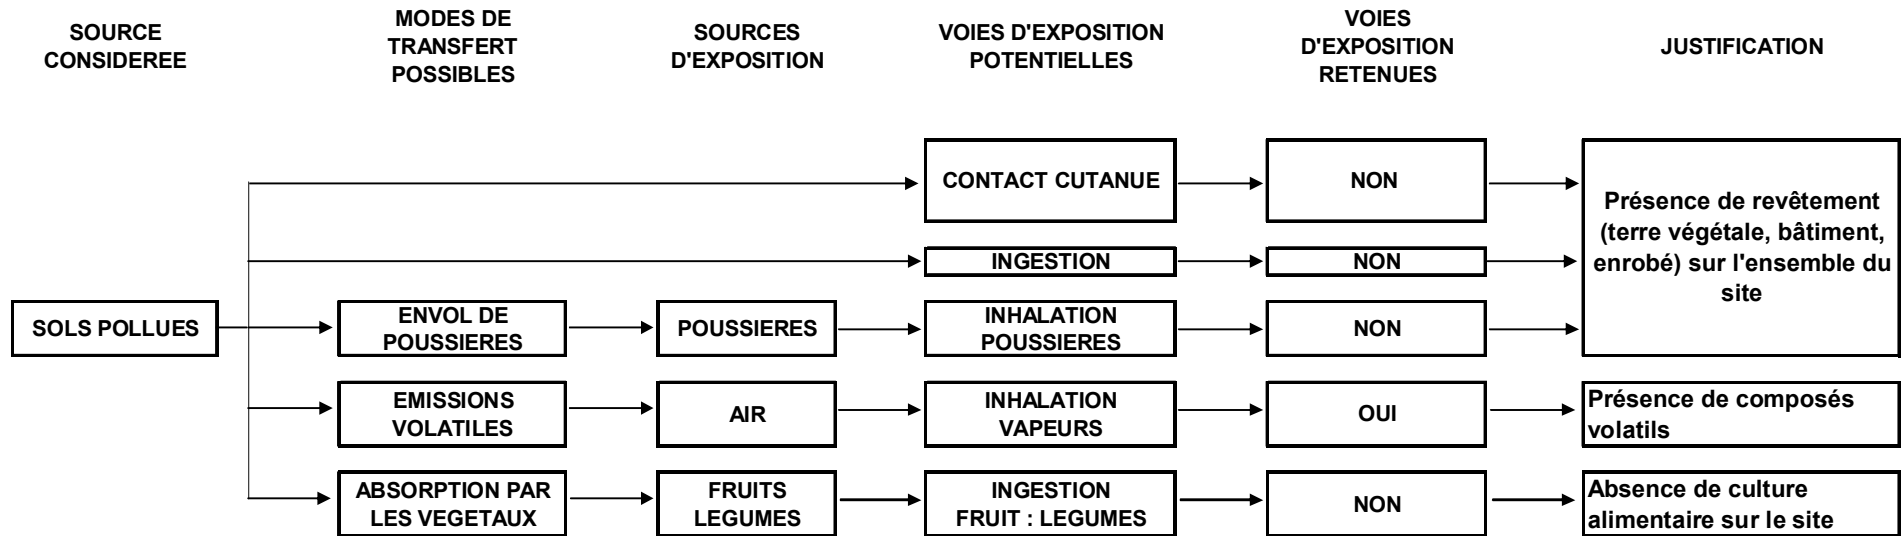 SOURCE
CONSIDEREE
MODES DE
TRANSFERT
POSSIBLES
SOURCES
D'EXPOSITION
VOIES D'EXPOSITION
POTENTIELLES
VOIES
D'EXPOSITION
RETENUES
JUSTIFICATION
CONTACT CUTANUE
NON
Présence de revêtement
(terre végétale, bâtiment,
enrobé) sur l'ensemble du
site
INGESTION
NON
SOLS POLLUES
ENVOL DE
POUSSIERES
POUSSIERES
INHALATION
POUSSIERES
NON
EMISSIONS
VOLATILES
AIR
INHALATION
VAPEURS
OUI
Présence de composés
volatils
ABSORPTION PAR
LES VEGETAUX
FRUITS
LEGUMES
INGESTION
FRUIT : LEGUMES
NON
Absence de culture
alimentaire sur le site